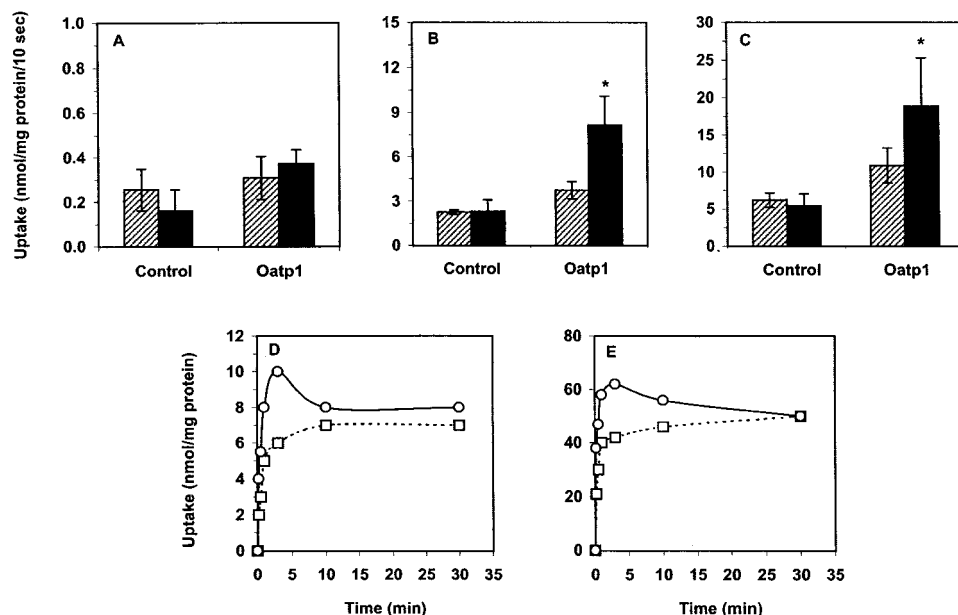 Uptake (nmol/mg protein/10 sec)
A
1.0
0.8
0.6
0.4
0.2
0.0
Control Oatp1
B
15
12
9
6
3
0
*
Control Oatp1
C
30
25
20
15
10
5
0
*
Control Oatp1
Uptake (nmol/mg protein)
D
12
10
8
6
4
2
0
0 5 10 15 20 25 30 35
Time (min)
E
80
60
40
20
0
0 5 10 15 20 25 30 35
Time (min)